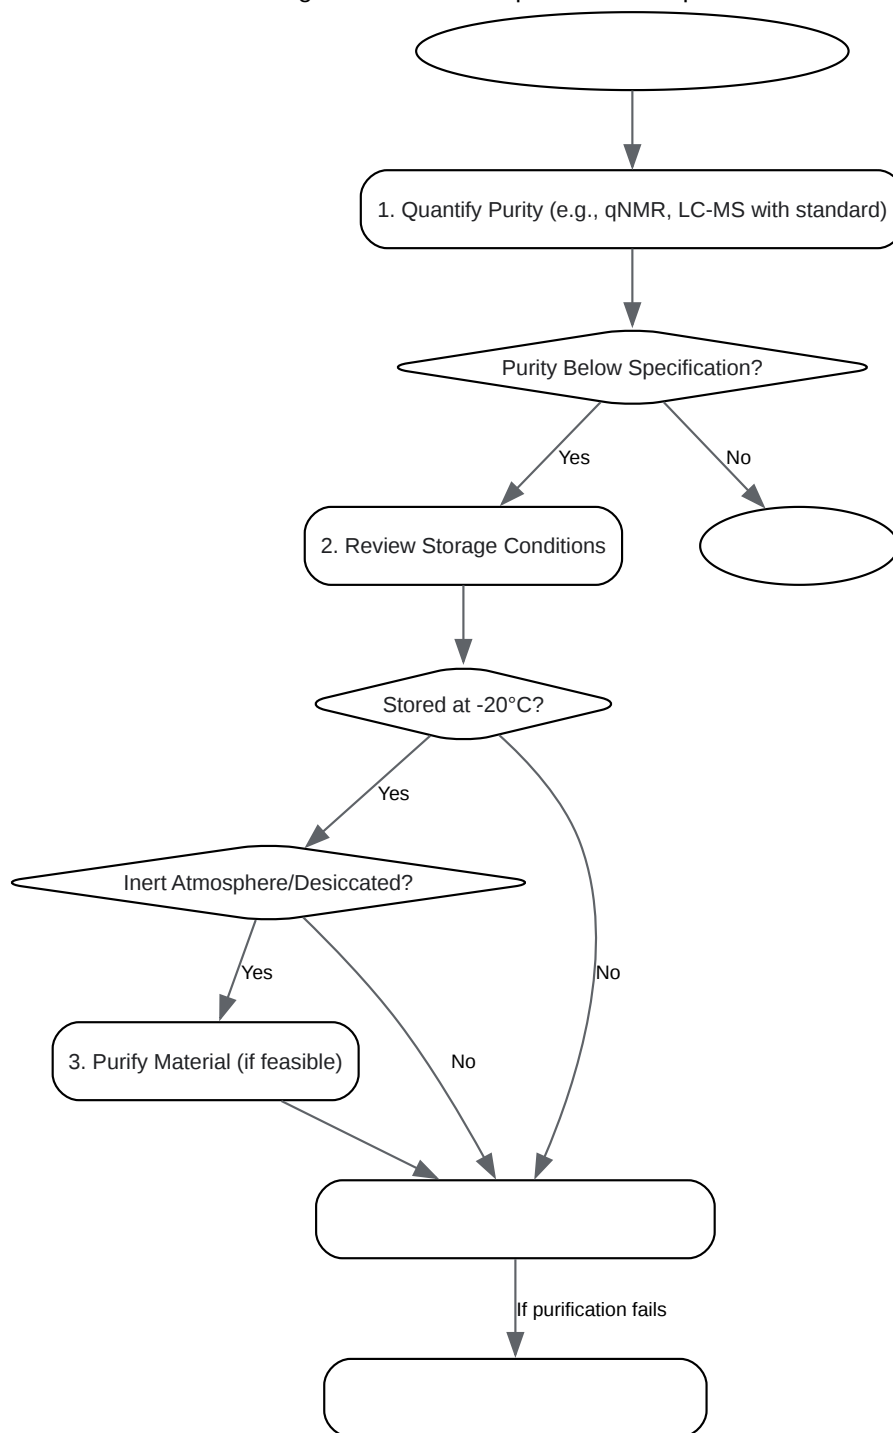 1. Quantify Purity (e.g., qNMR, LC-MS with standard)
Purity Below Specification?
Yes
No
2. Review Storage Conditions
Stored at -20°C?
Yes
Inert Atmosphere/Desiccated?
Yes
No
3. Purify Material (if feasible)
No
If purification fails